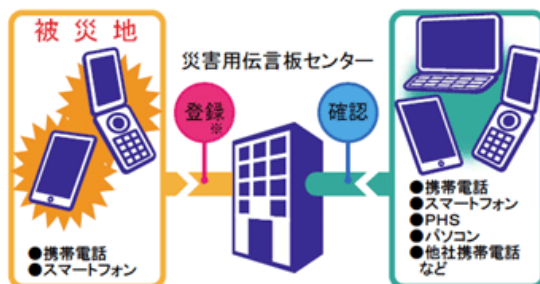 被災地
災害用伝言板センター
登録
※
確認
●携帯電話
●スマートフォン
●携帯電話
●スマートフォン
●PHS
●パソコン
●他社携帯電話
など